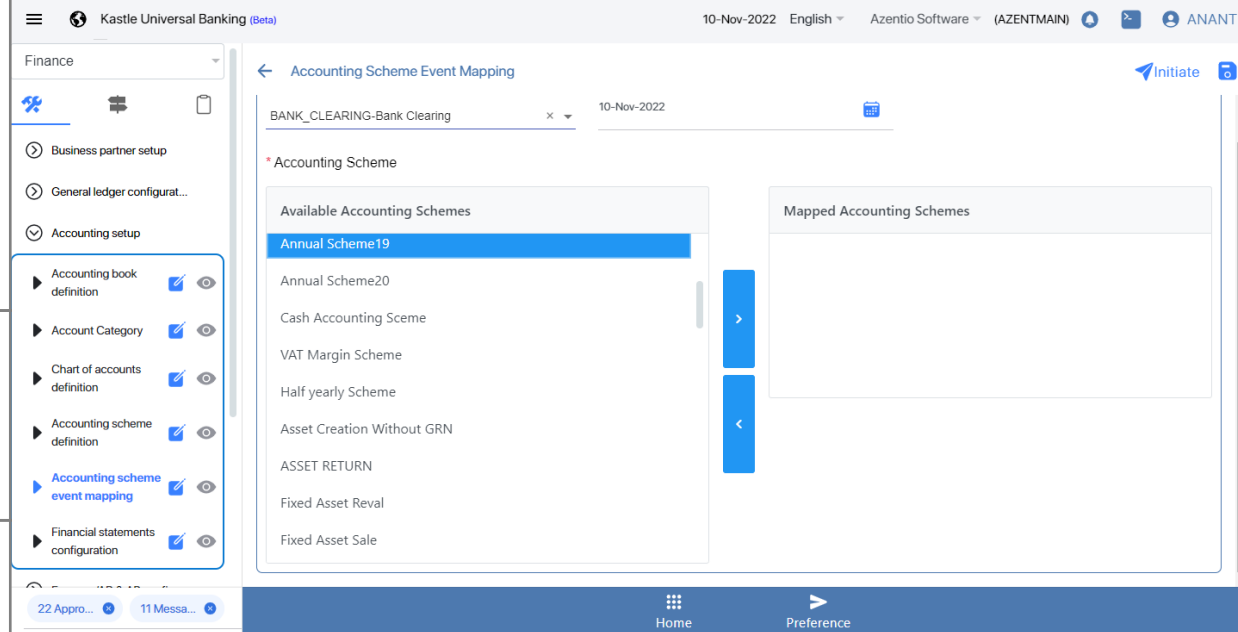 Kastle Universal Banking (Beta)
10-Nov-2022 English Azentio Software (AZENTMAIN) ANANT
Finance
Business partner setup
General ledger configurat...
Accounting setup
Accounting book
definition
Account Category
Chart of accounts
definition
Accounting scheme
definition
Accounting scheme
event mapping
Financial statements
configuration
22 Appro...
11 Messa...
Accounting Scheme Event Mapping
Initiate
BANK_CLEARING-Bank Clearing
10-Nov-2022
* Accounting Scheme
Available Accounting Schemes
Annual Scheme19
Annual Scheme20
Cash Accounting Sceme
VAT Margin Scheme
Half yearly Scheme
Asset Creation Without GRN
ASSET RETURN
Fixed Asset Reval
Fixed Asset Sale
Mapped Accounting Schemes
Home
Preference